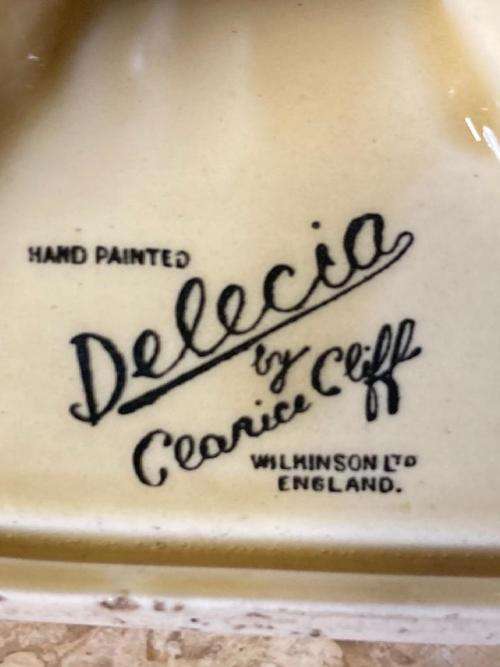 HAND PAINTED
Delecia
by
Clarice Cliff
WILKINSON LTD
ENGLAND.